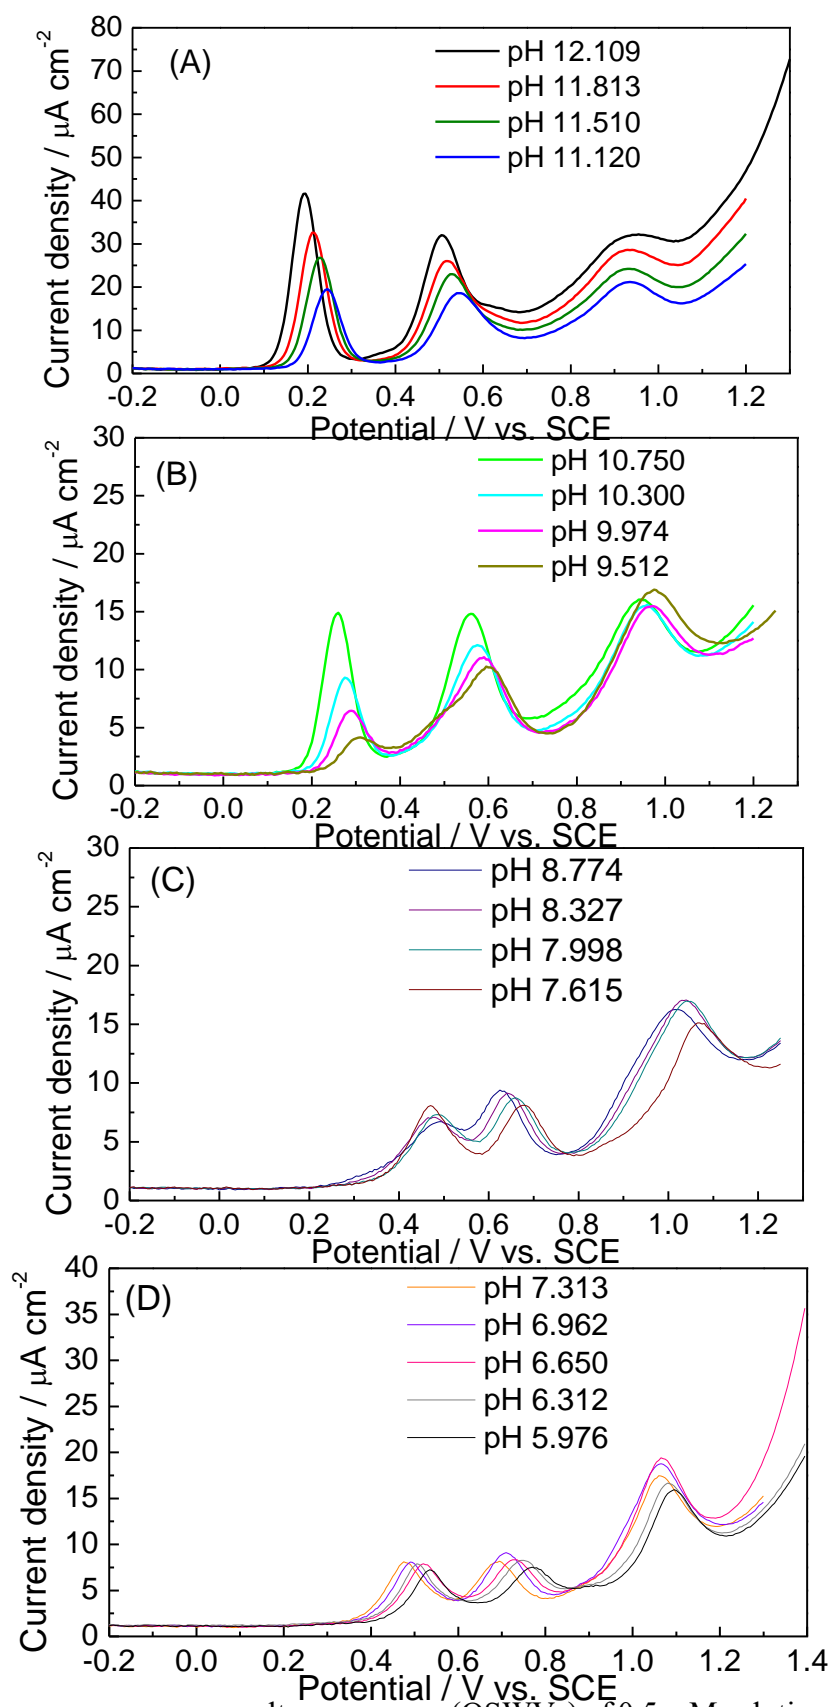 80
70
60
50
40
30
20
10
0
Current density / μA cm-2
(A)
pH 12.109
pH 11.813
pH 11.510
pH 11.120
-0.2 0.0 0.2 0.4 0.6 0.8 1.0 1.2
Potential / V vs. SCE
30
25
20
15
10
5
0
Current density / μA cm-2
(B)
pH 10.750
pH 10.300
pH 9.974
pH 9.512
-0.2 0.0 0.2 0.4 0.6 0.8 1.0 1.2
Potential / V vs. SCE
30
25
20
15
10
5
0
Current density / μA cm-2
(C)
pH 8.774
pH 8.327
pH 7.998
pH 7.615
-0.2 0.0 0.2 0.4 0.6 0.8 1.0 1.2
Potential / V vs. SCE
40
35
30
25
20
15
10
5
0
Current density / μA cm-2
(D)
pH 7.313
pH 6.962
pH 6.650
pH 6.312
pH 5.976
-0.2 0.0 0.2 0.4 0.6 0.8 1.0 1.2 1.4
Potential / V vs. SCE
(OSWVs) of 0.5